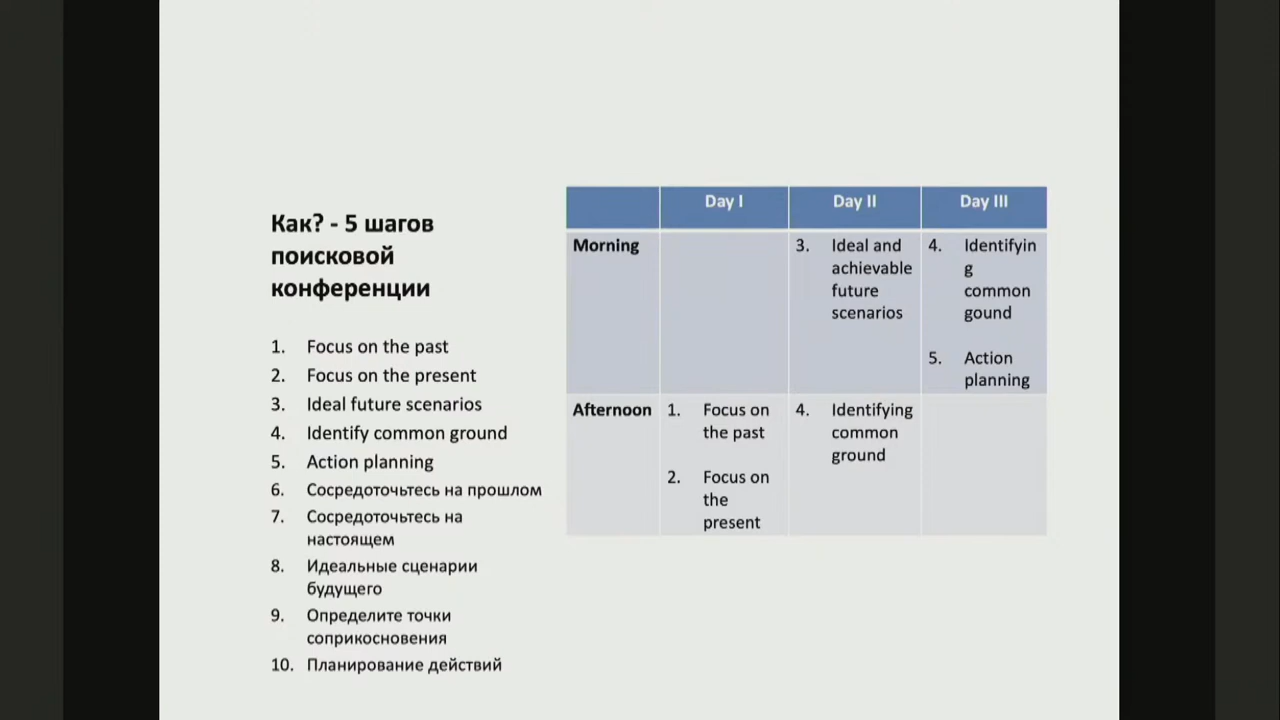 Как? - 5 шагов
поисковой
конференции
1. Focus on the past
2. Focus on the present
3. Ideal future scenarios
4. Identify common ground
5. Action planning
6. Сосредоточьтесь на прошлом
7. Сосредоточьтесь на
настоящем
8. Идеальные сценарии
будущего
9. Определите точки
соприкосновения
10. Планирование действий
Day I Day II Day III
Morning
3. Ideal and
achievable
future
scenarios
4. Identifyin
g
common
gound
5. Action
planning
Afternoon
1. Focus on
the past
2. Focus on
the
present
4. Identifying
common
ground